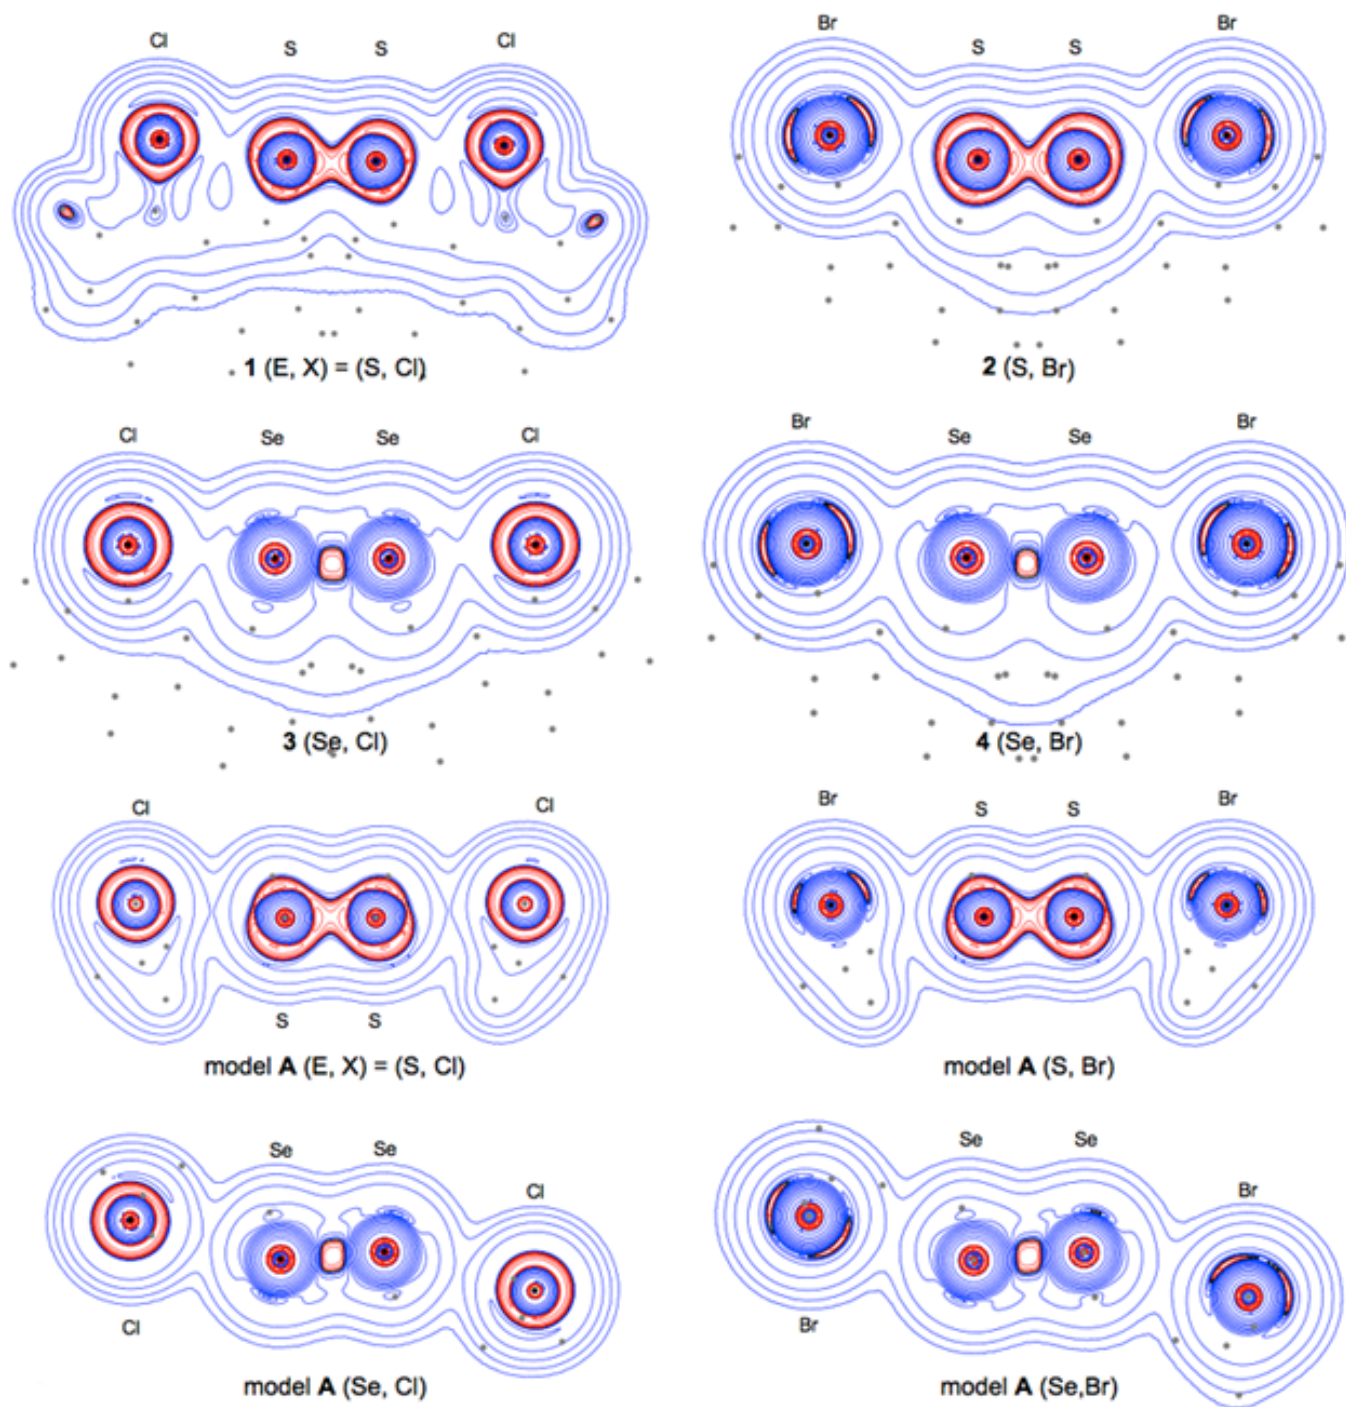 Cl S S Cl
Br S S Br
1 (E, X) = (S, Cl)
2 (S, Br)
Cl Se Se Cl
Br Se Se Br
3 (Se, Cl)
4 (Se, Br)
Cl Cl
S S
Br S S Br
model A (E, X) = (S, Cl)
model A (S, Br)
Se Se Cl
Cl
Se Se Br
Br
model A (Se, Cl)
model A (Se,Br)